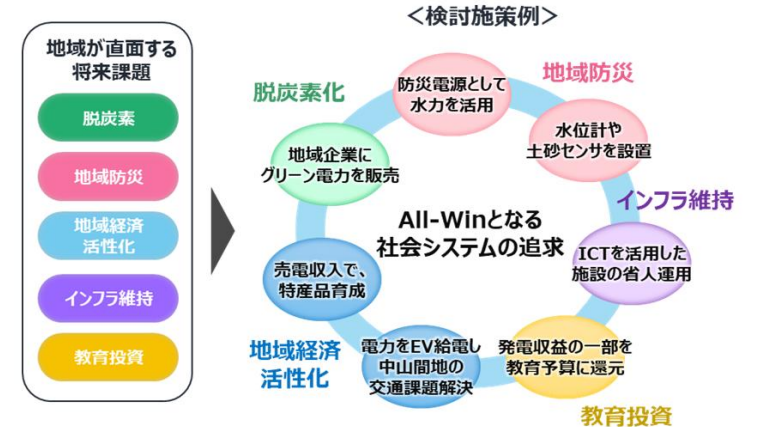 <検討施策例>
地域が直面する
将来課題
脱炭素
地域防災
地域経済
活性化
インフラ維持
教育投資
脱炭素化
防災電源として
水力を活用
地域防災
水位計や
土砂センサを設置
地域企業に
グリーン電力を販売
インフラ維持
All-Winとなる
社会システムの追求
ICTを活用した
施設の省人運用
売電収入で、
特産品育成
地域経済
活性化
電力をEV給電し
中山間地の
交通課題解決
発電収益の一部を
教育予算に還元
教育投資